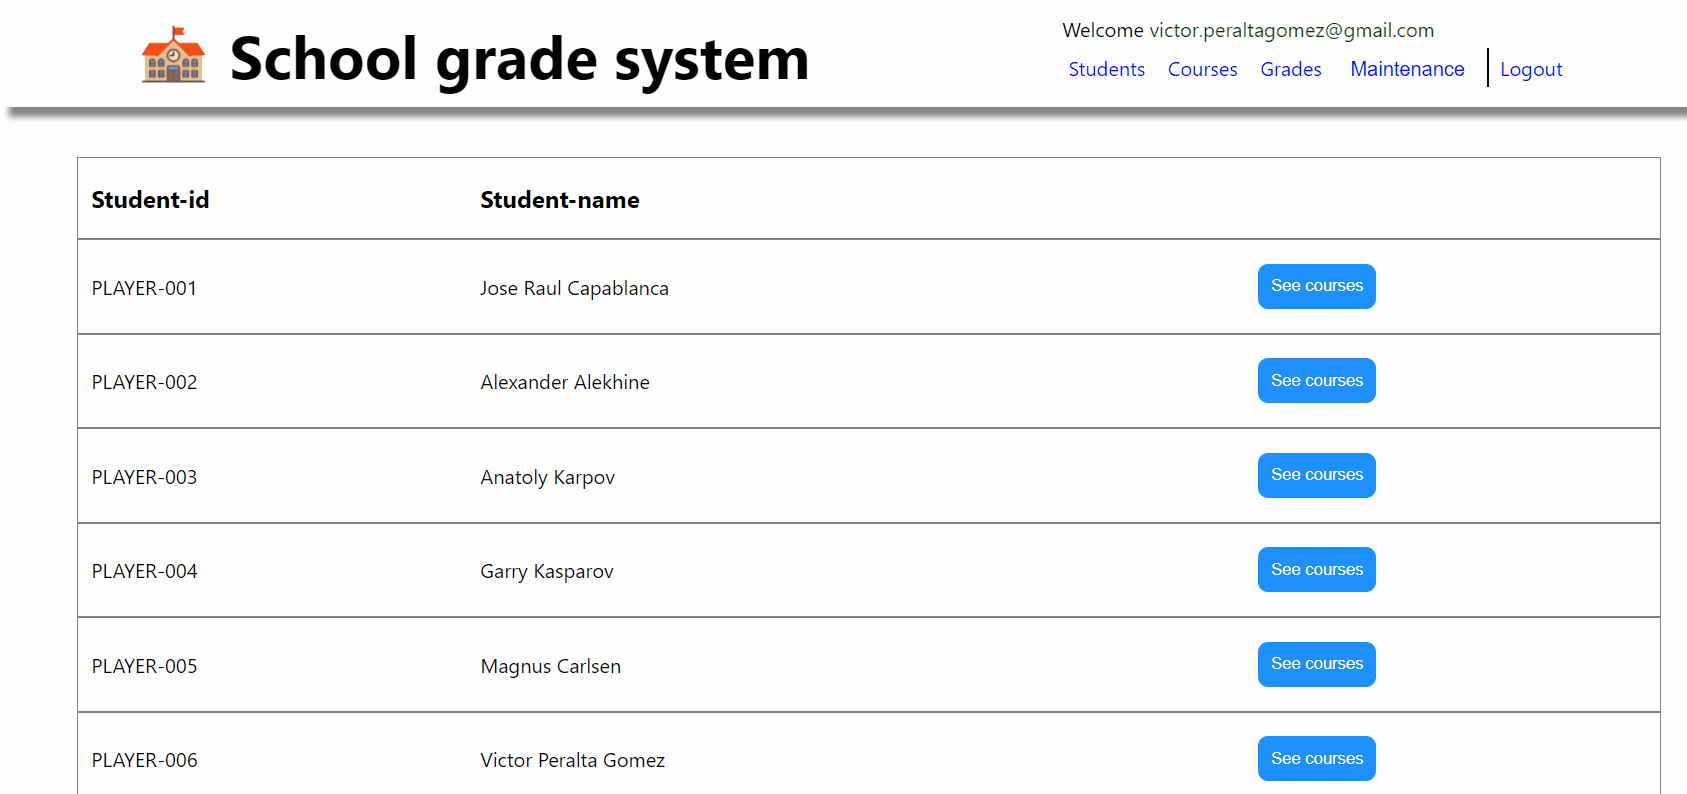 School grade system
Welcome victor.peraltagomez@gmail.com
Students Courses Grades Maintenance Logout
Student-id Student-name
PLAYER-001 Jose Raul Capablanca See courses
PLAYER-002 Alexander Alekhine See courses
PLAYER-003 Anatoly Karpov See courses
PLAYER-004 Garry Kasparov See courses
PLAYER-005 Magnus Carlsen See courses
PLAYER-006 Victor Peralta Gomez See courses